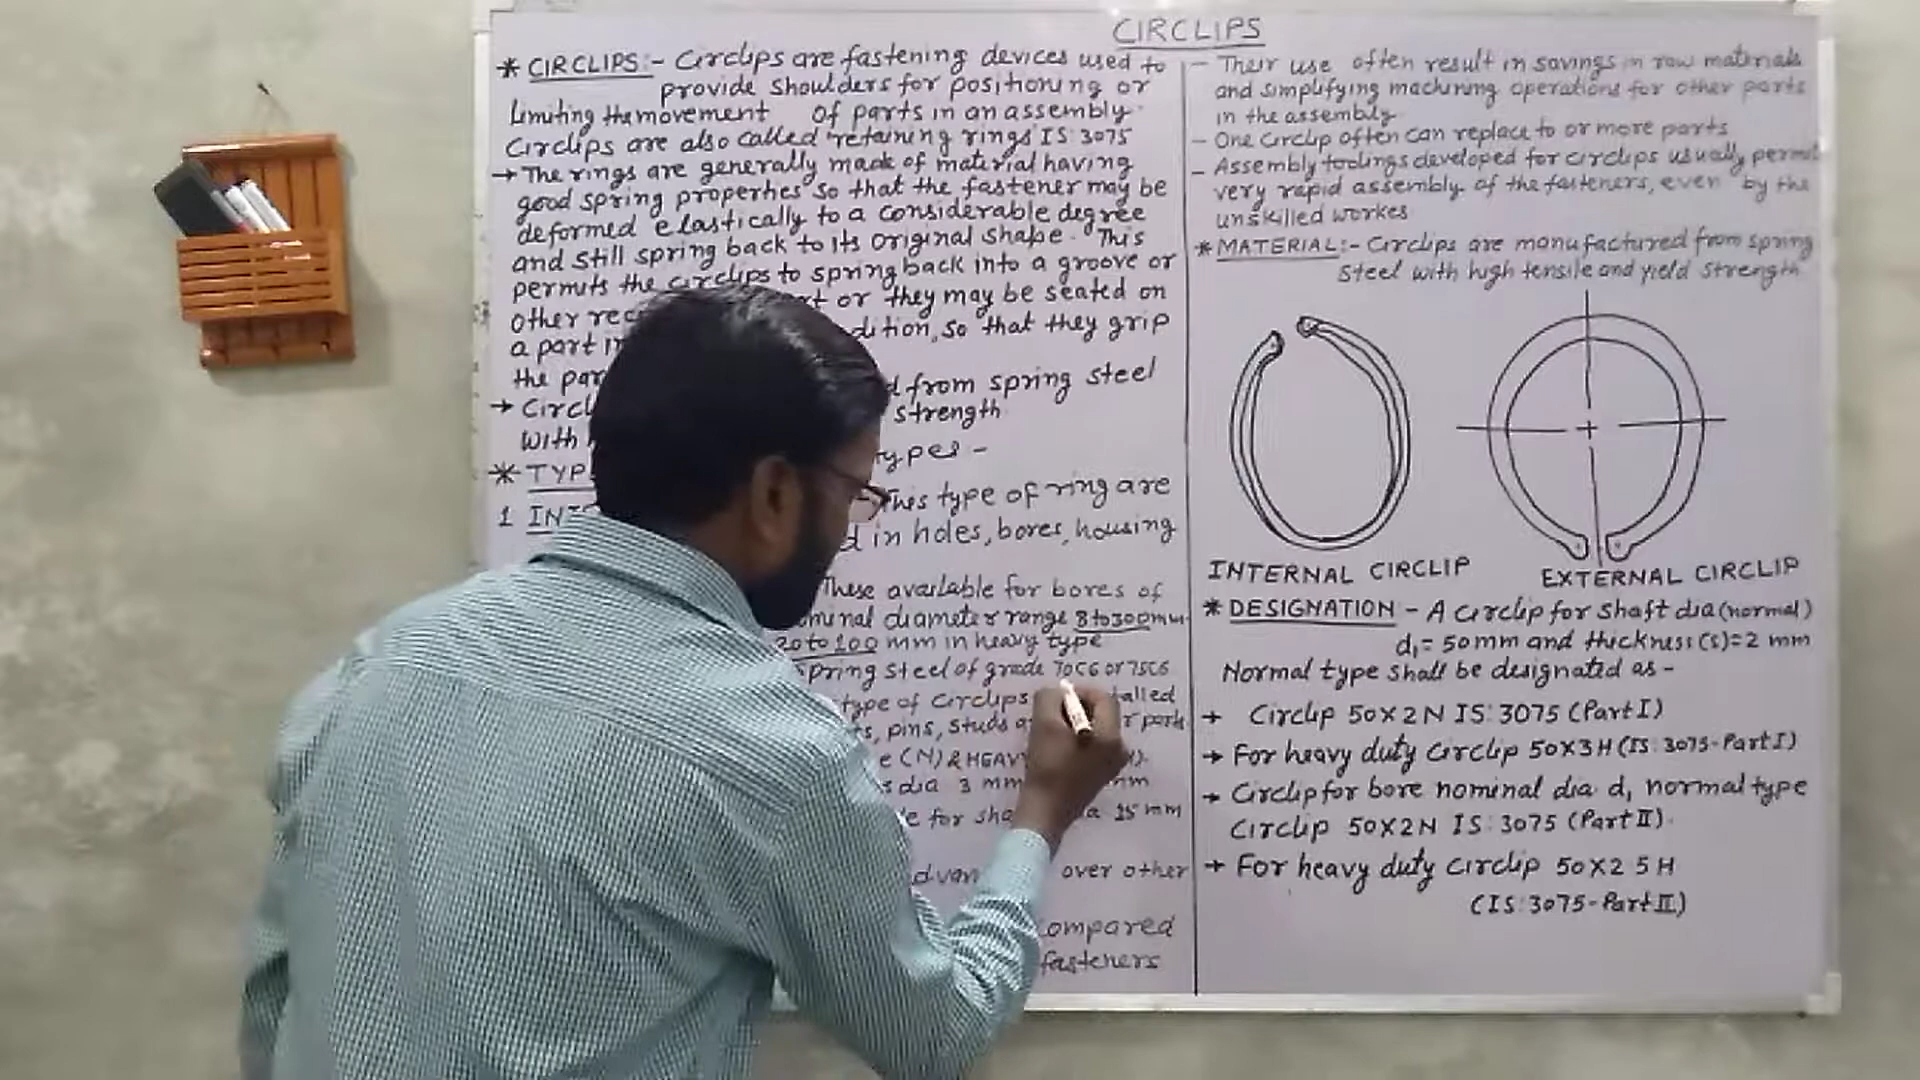 CIRCLIPS
* CIRCLIPS:- Circlips are fastening devices used to
provide shoulders for positioning or
Limiting the movement of parts in an assembly.
Circlips are also called 'retaining rings' IS:3075
→ The rings are generally made of material having
good spring properties so that the fastener may be
deformed elastically to a considerable degree
and still spring back to its original shape. This
permits the circlips to spring back into a groove or
other or they may be seated on
a part dition, so that they grip
the
→ from spring steel
with strength
* ypes -
1 This type of ring are
in holes, bores, housing
These available for bores of
diameter range 8 to 300mm
20 to 100 mm in heavy type
spring steel of grade 70C6 or 75C6
type of circlips
pins, studs
(N) & HEAVY
dia 3 mm mm
for 15 mm
over other
compared
fasteners
- Their use often result in savings in raw materials
and simplifying machining operations for other parts
in the assembly
- One circlip often can replace to or more parts
- Assembly toolings developed for circlips usually permit
very rapid assembly of the fasteners, even by the
unskilled workes
* MATERIAL:- Circlips are manufactured from spring
steel with high tensile and yield strength
INTERNAL CIRCLIP
EXTERNAL CIRCLIP
* DESIGNATION - A circlip for shaft dia (normal)
d₁ = 50mm and thickness (s)=2 mm
Normal type shall be designated as -
→ Circlip 50X2N IS:3075 (Part I)
→ For heavy duty circlip 50X3H (IS:3075-Part I)
→ Circlip for bore nominal dia d₁ normal type
Circlip 50X2N IS:3075 (Part II).
→ For heavy duty circlip 50X2 5H
(IS:3075-Part II)